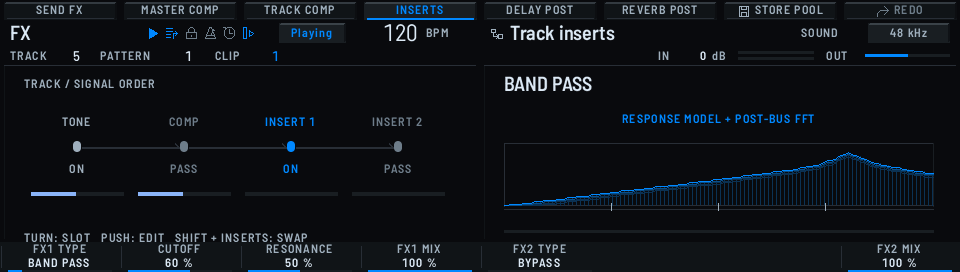 SEND FX MASTER COMP TRACK COMP INSERTS DELAY POST REVERB POST STORE POOL REDO
FX Playing 120 BPM Track inserts SOUND 48 kHz
TRACK 5 PATTERN 1 CLIP 1 IN 0 dB OUT
TRACK / SIGNAL ORDER
BAND PASS
RESPONSE MODEL + POST-BUS FFT
TONE COMP INSERT 1 INSERT 2
ON PASS ON PASS
TURN: SLOT PUSH: EDIT SHIFT + INSERTS: SWAP
FX1 TYPE CUTOFF RESONANCE FX1 MIX FX2 TYPE FX2 MIX
BAND PASS 60 % 50 % 100 % BYPASS 100 %